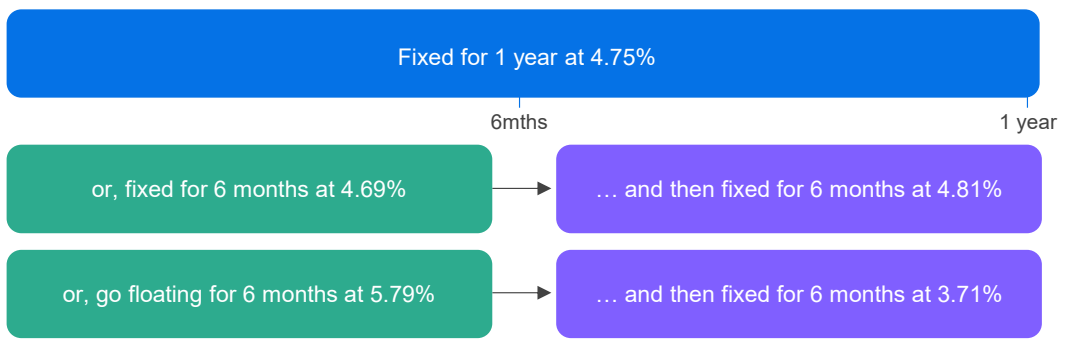 Fixed for 1 year at 4.75%
6mths
1 year
or, fixed for 6 months at 4.69%
… and then fixed for 6 months at 4.81%
or, go floating for 6 months at 5.79%
… and then fixed for 6 months at 3.71%